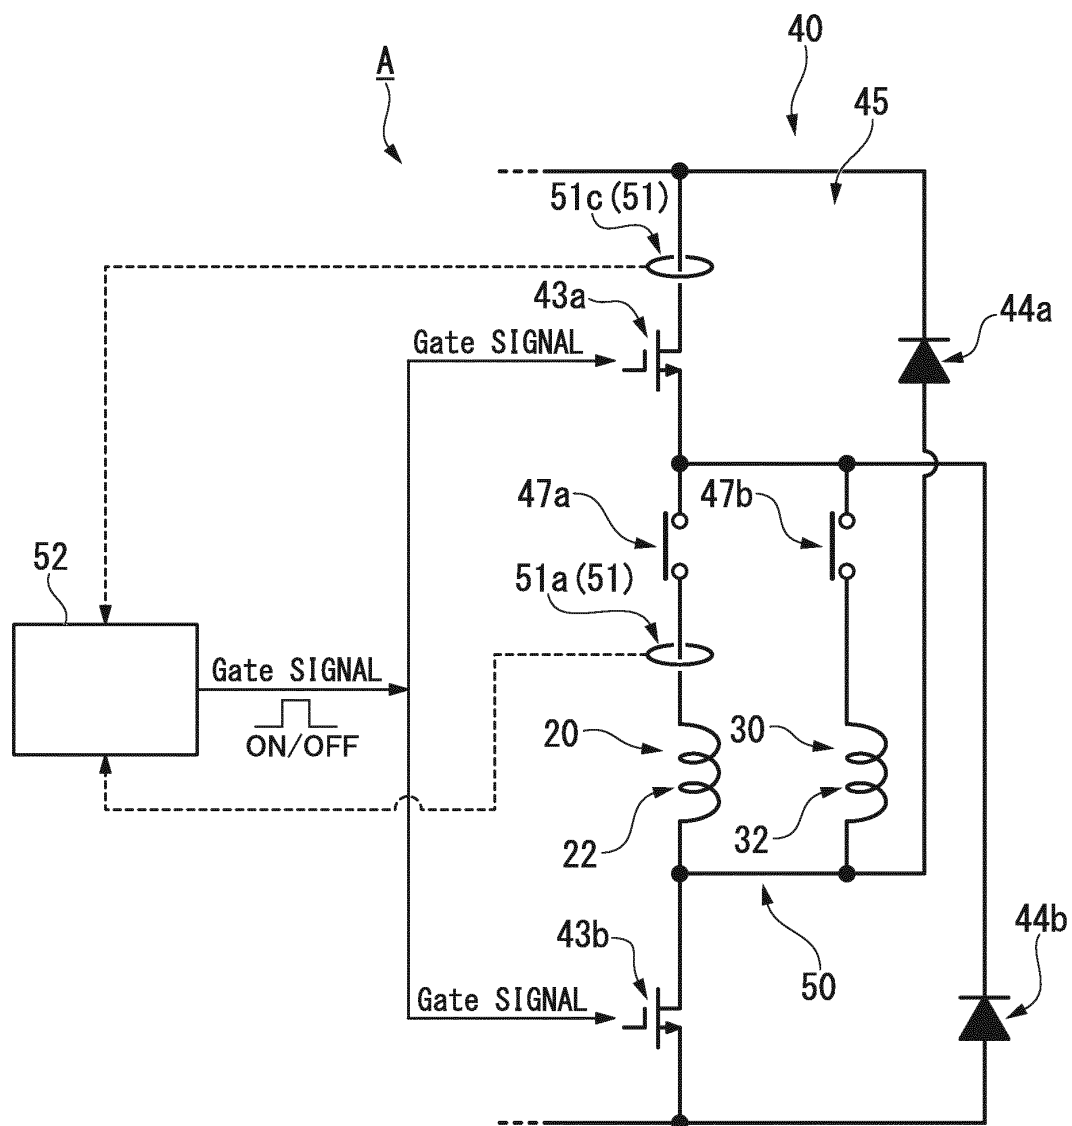 40
A
45
51c(51)
43a
44a
Gate SIGNAL
47a
47b
52
51a(51)
Gate SIGNAL
ON/OFF
20
30
22
32
43b
44b
50
Gate SIGNAL